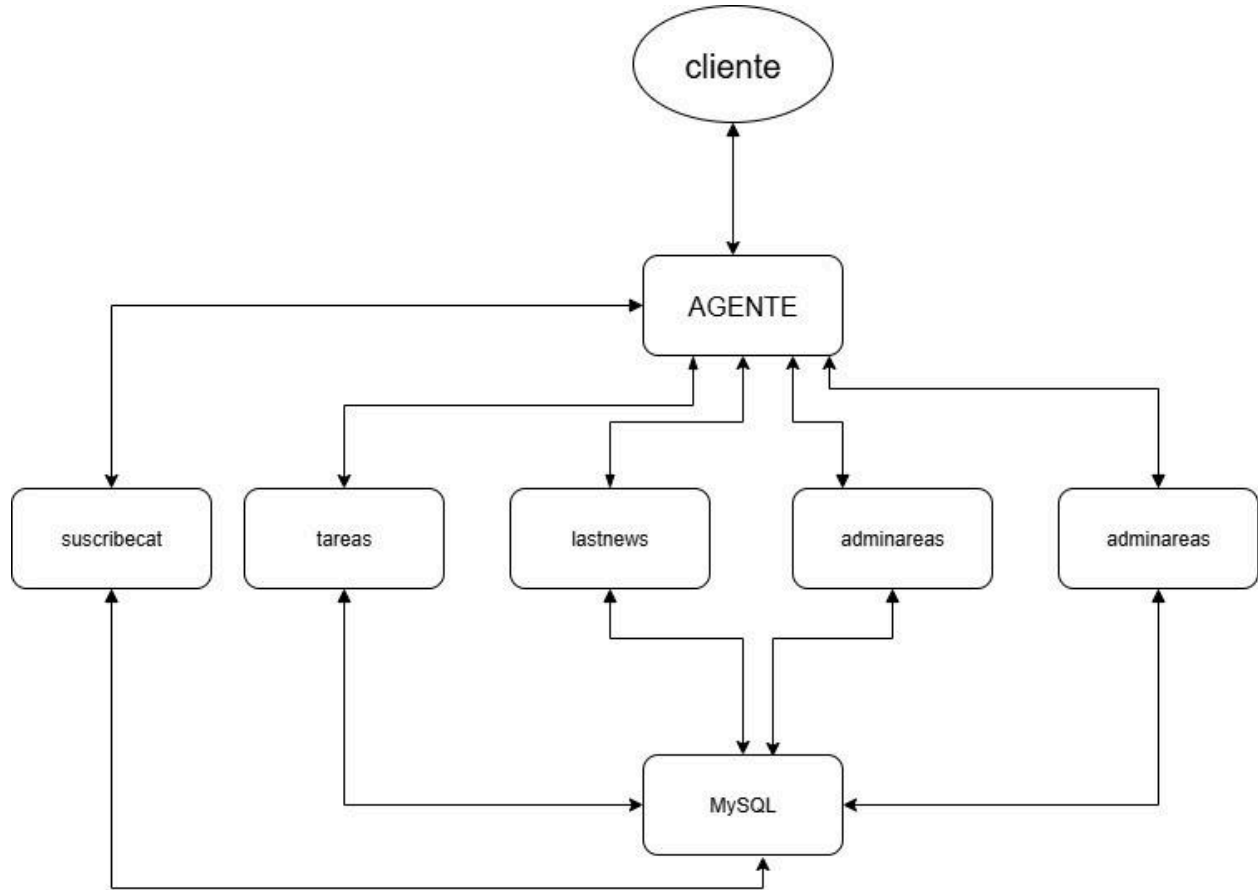 cliente
AGENTE
suscribecat
tareas
lastnews
adminareas
adminareas
MySQL